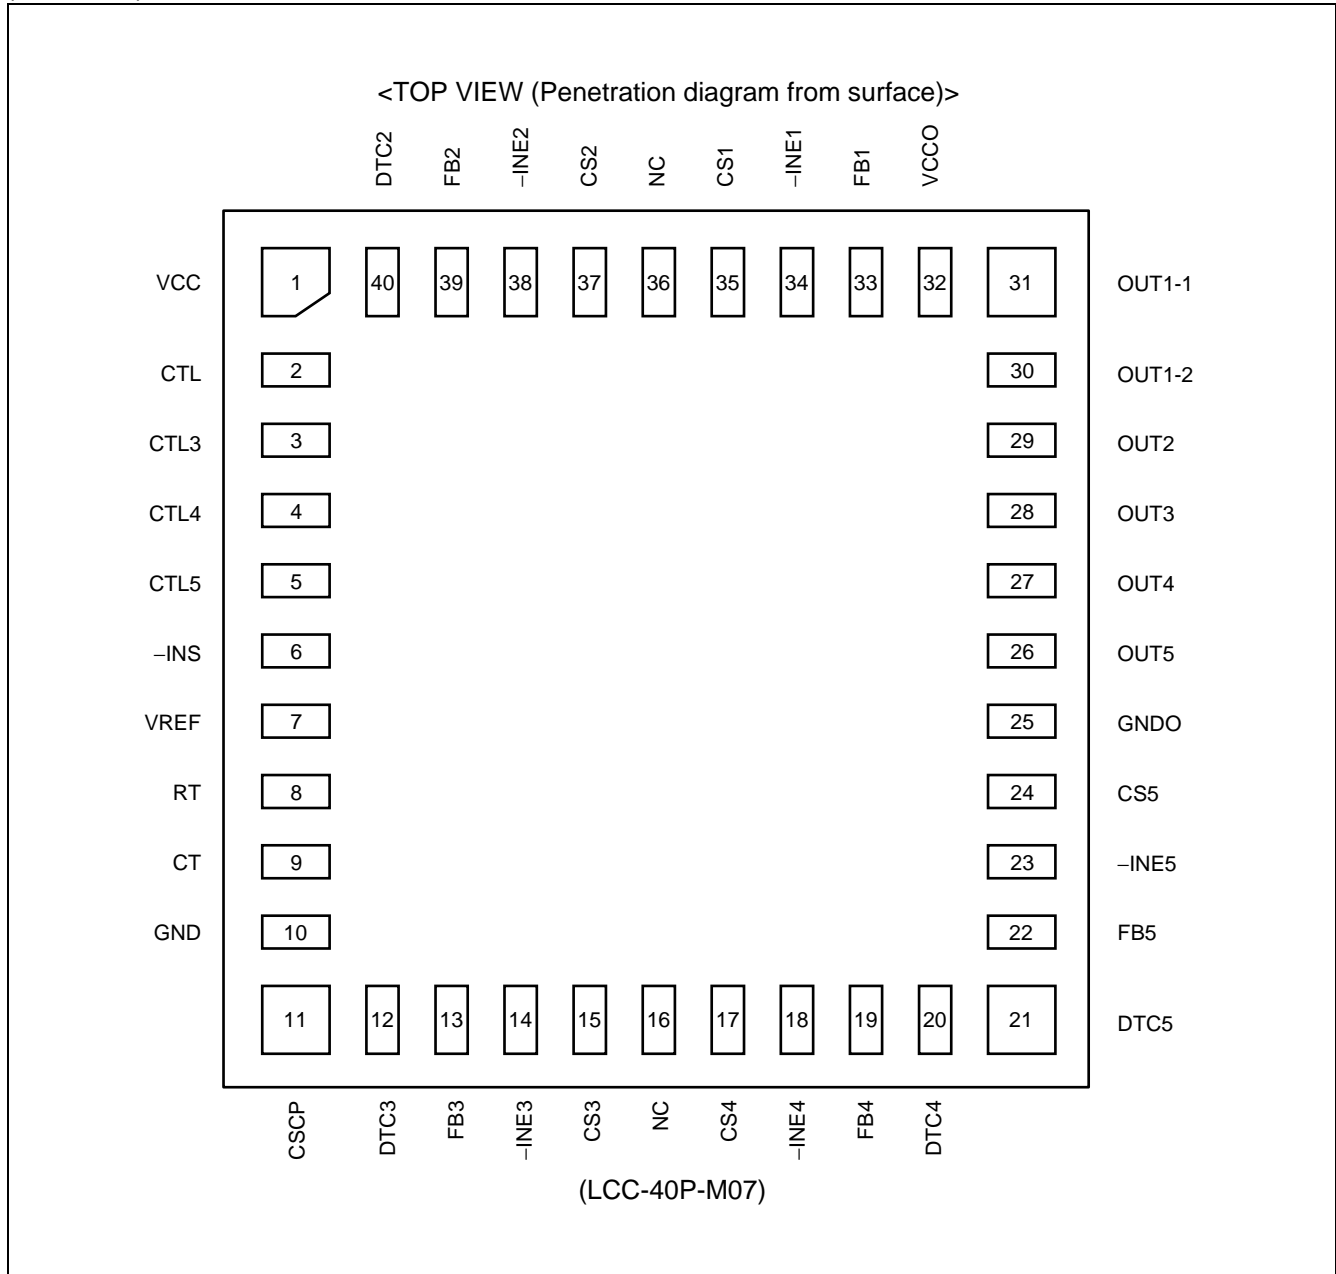 <TOP VIEW (Penetration diagram from surface)>
DTC2 FB2 −INE2 CS2 NC CS1 −INE1 FB1 VCCO
VCC 1 40 39 38 37 36 35 34 33 32 31 OUT1-1
CTL 2 30 OUT1-2
CTL3 3 29 OUT2
CTL4 4 28 OUT3
CTL5 5 27 OUT4
−INS 6 26 OUT5
VREF 7 25 GNDO
RT 8 24 CS5
CT 9 23 −INE5
GND 10 22 FB5
11 12 13 14 15 16 17 18 19 20 21 DTC5
CSCP DTC3 FB3 −INE3 CS3 NC CS4 −INE4 FB4 DTC4
(LCC-40P-M07)